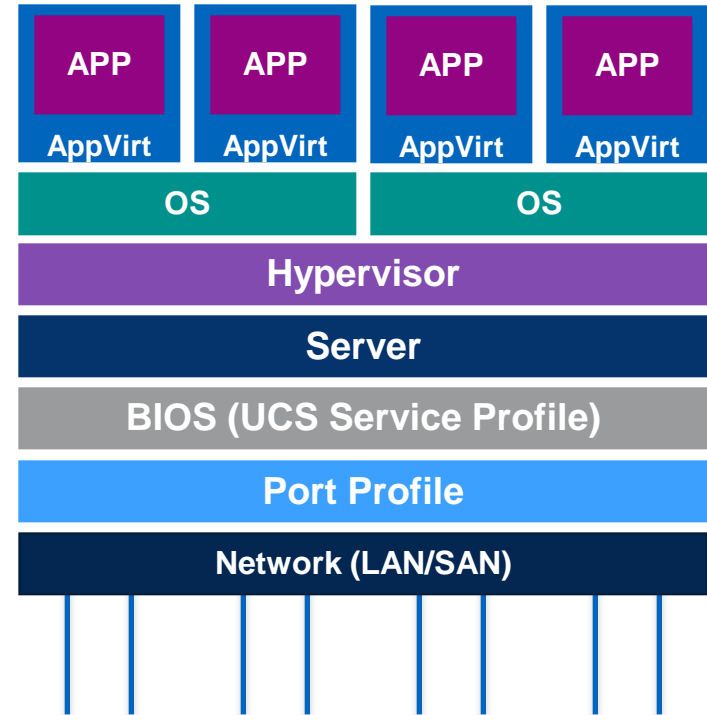 APP APP APP APP
AppVirt AppVirt AppVirt AppVirt
OS OS
Hypervisor
Server
BIOS (UCS Service Profile)
Port Profile
Network (LAN/SAN)